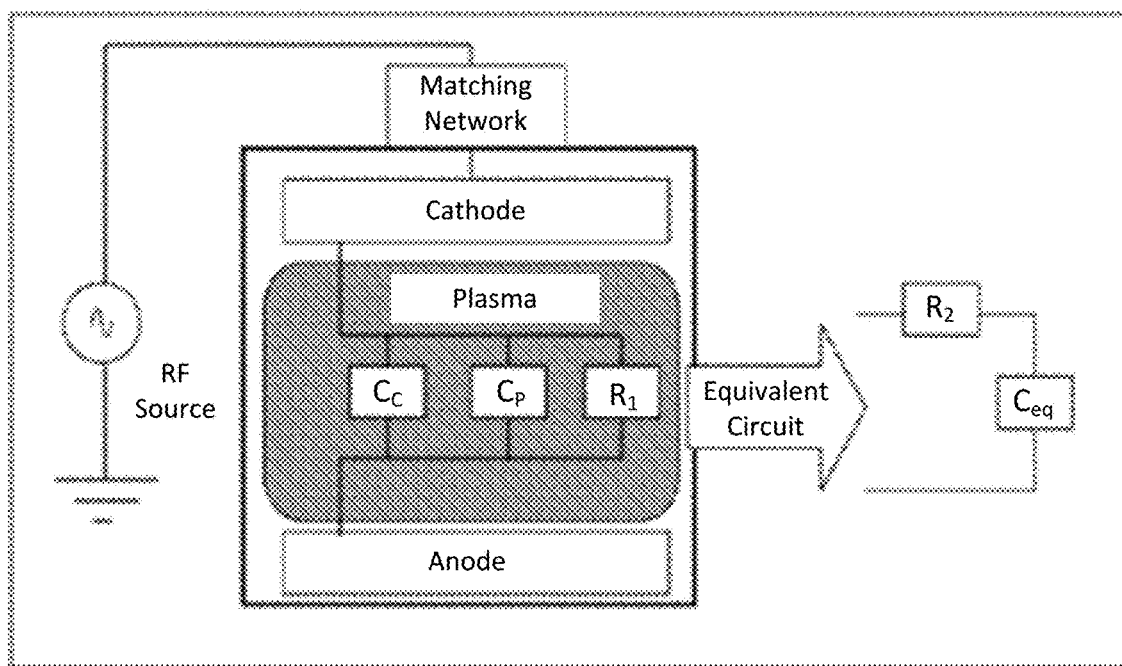 Matching
Network
Cathode
Plasma
RF
Source
C_C
C_P
R_1
Equivalent
Circuit
R_2
C_eq
Anode